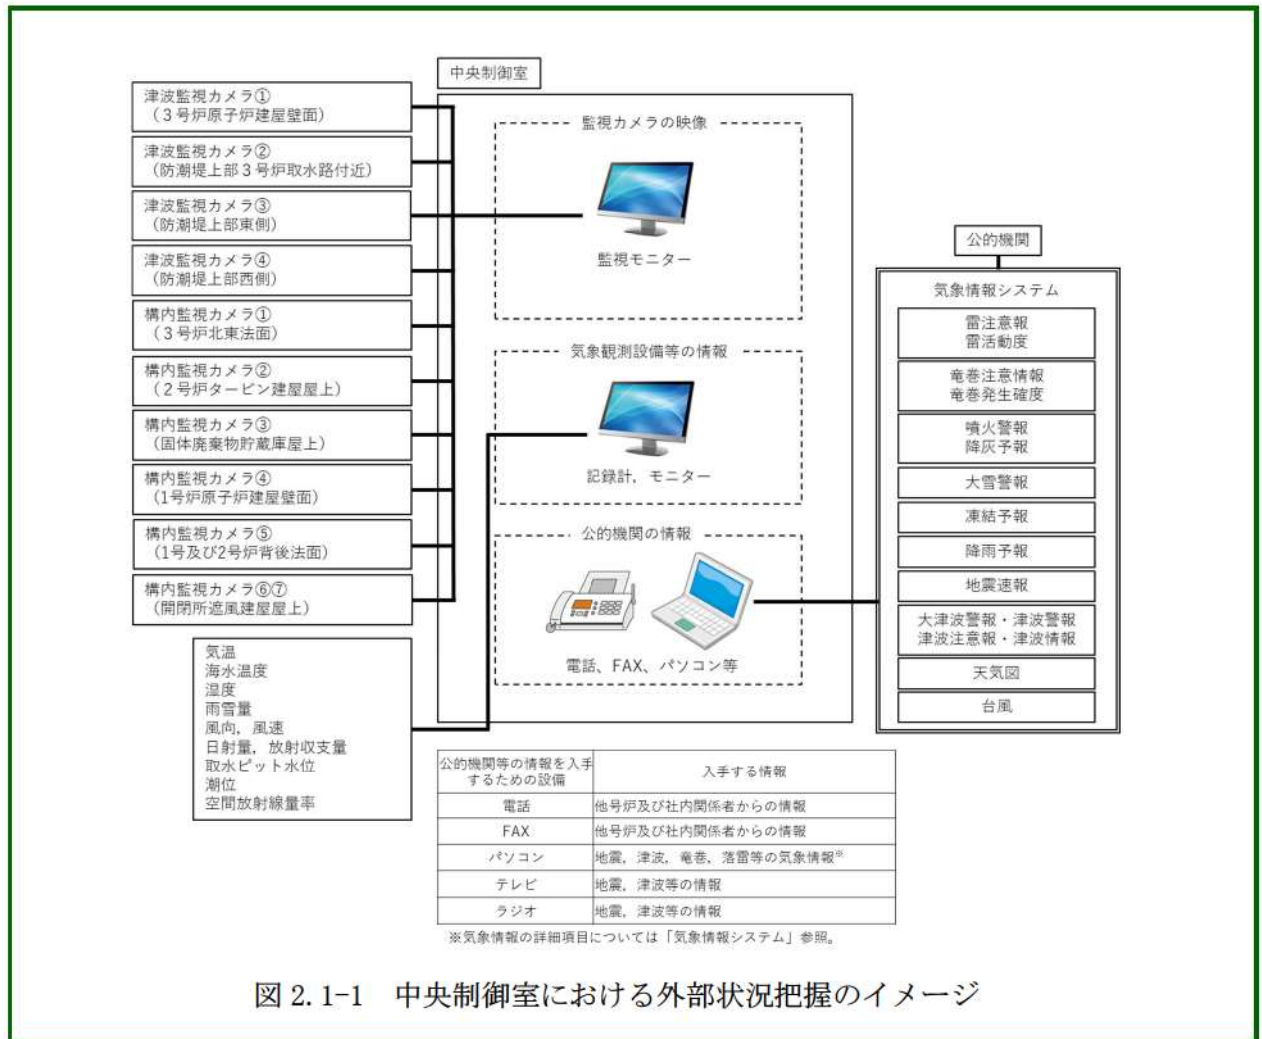 中央制御室
津波監視カメラ①
（３号炉原子炉建屋壁面）
津波監視カメラ②
（防潮堤上部３号炉取水路付近）
津波監視カメラ③
（防潮堤上部東側）
津波監視カメラ④
（防潮堤上部西側）
構内監視カメラ①
（３号炉北東法面）
構内監視カメラ②
（２号炉タービン建屋屋上）
構内監視カメラ③
（固体廃棄物貯蔵庫屋上）
構内監視カメラ④
（1号炉原子炉建屋壁面）
構内監視カメラ⑤
（1号及び2号炉背後法面）
構内監視カメラ⑥⑦
（開閉所遮風建屋屋上）
気温
海水温度
湿度
雨雪量
風向，風速
日射量，放射収支量
取水ピット水位
潮位
空間放射線量率
監視カメラの映像
監視モニター
気象観測設備等の情報
記録計，モニター
公的機関の情報
電話、FAX、パソコン等
公的機関
気象情報システム
雷注意報
雷活動度
竜巻注意情報
竜巻発生確度
噴火警報
降灰予報
大雪警報
凍結予報
降雨予報
地震速報
大津波警報・津波警報
津波注意報・津波情報
天気図
台風
公的機関等の情報を入手
するための設備
入手する情報
電話 他号炉及び社内関係者からの情報
FAX 他号炉及び社内関係者からの情報
パソコン 地震，津波，竜巻，落雷等の気象情報※
テレビ 地震，津波等の情報
ラジオ 地震，津波等の情報
※気象情報の詳細項目については「気象情報システム」参照。
図 2.1-1　中央制御室における外部状況把握のイメージ